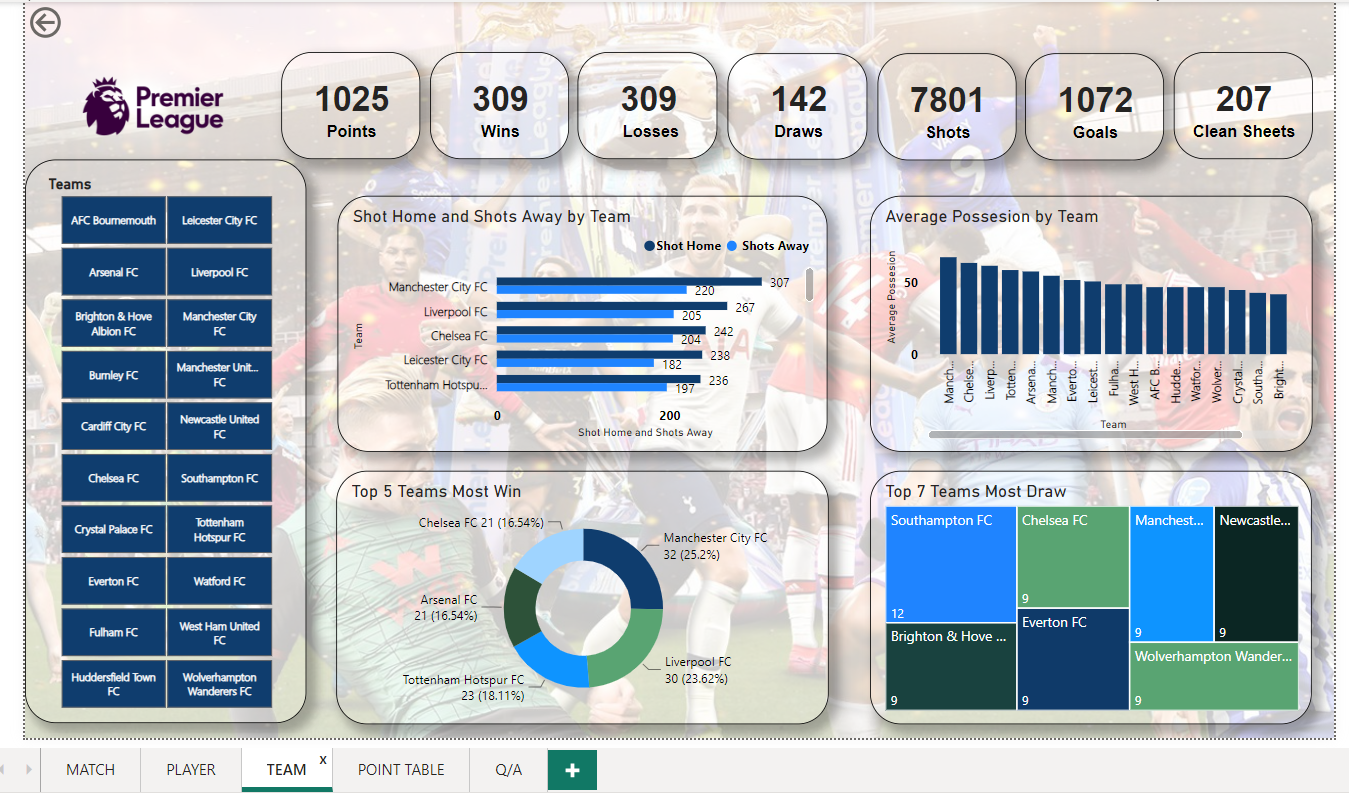 Premier
League
1025
Points
309
Wins
309
Losses
142
Draws
7801
Shots
1072
Goals
207
Clean Sheets
Teams
AFC Bournemouth
Leicester City FC
Arsenal FC
Liverpool FC
Brighton & Hove
Albion FC
Manchester City
FC
Burnley FC
Manchester Unit...
FC
Cardiff City FC
Newcastle United
FC
Chelsea FC
Southampton FC
Crystal Palace FC
Tottenham
Hotspur FC
Everton FC
Watford FC
Fulham FC
West Ham United
FC
Huddersfield Town
FC
Wolverhampton
Wanderers FC
Shot Home and Shots Away by Team
Shot Home
Shots Away
Team
Manchester City FC
307
220
Liverpool FC
267
205
Chelsea FC
242
204
Leicester City FC
238
182
Tottenham Hotspu...
236
197
0
200
Shot Home and Shots Away
Average Possesion by Team
Average Possesion
50
0
Manch...
Chelse...
Liverp...
Totten...
Arsena...
Manch...
Everto...
Leicest...
Fulha...
West H...
AFC B...
Hudde...
Watfor...
Wolver...
Crystal...
Southa...
Bright...
Team
Top 5 Teams Most Win
Chelsea FC 21 (16.54%)
Manchester City FC
32 (25.2%)
Arsenal FC
21 (16.54%)
Liverpool FC
30 (23.62%)
Tottenham Hotspur FC
23 (18.11%)
Top 7 Teams Most Draw
Southampton FC
12
Brighton & Hove ...
9
Chelsea FC
9
Everton FC
9
Manchest...
9
Newcastle...
9
Wolverhampton Wander...
9
MATCH
PLAYER
TEAM
x
POINT TABLE
Q/A
+